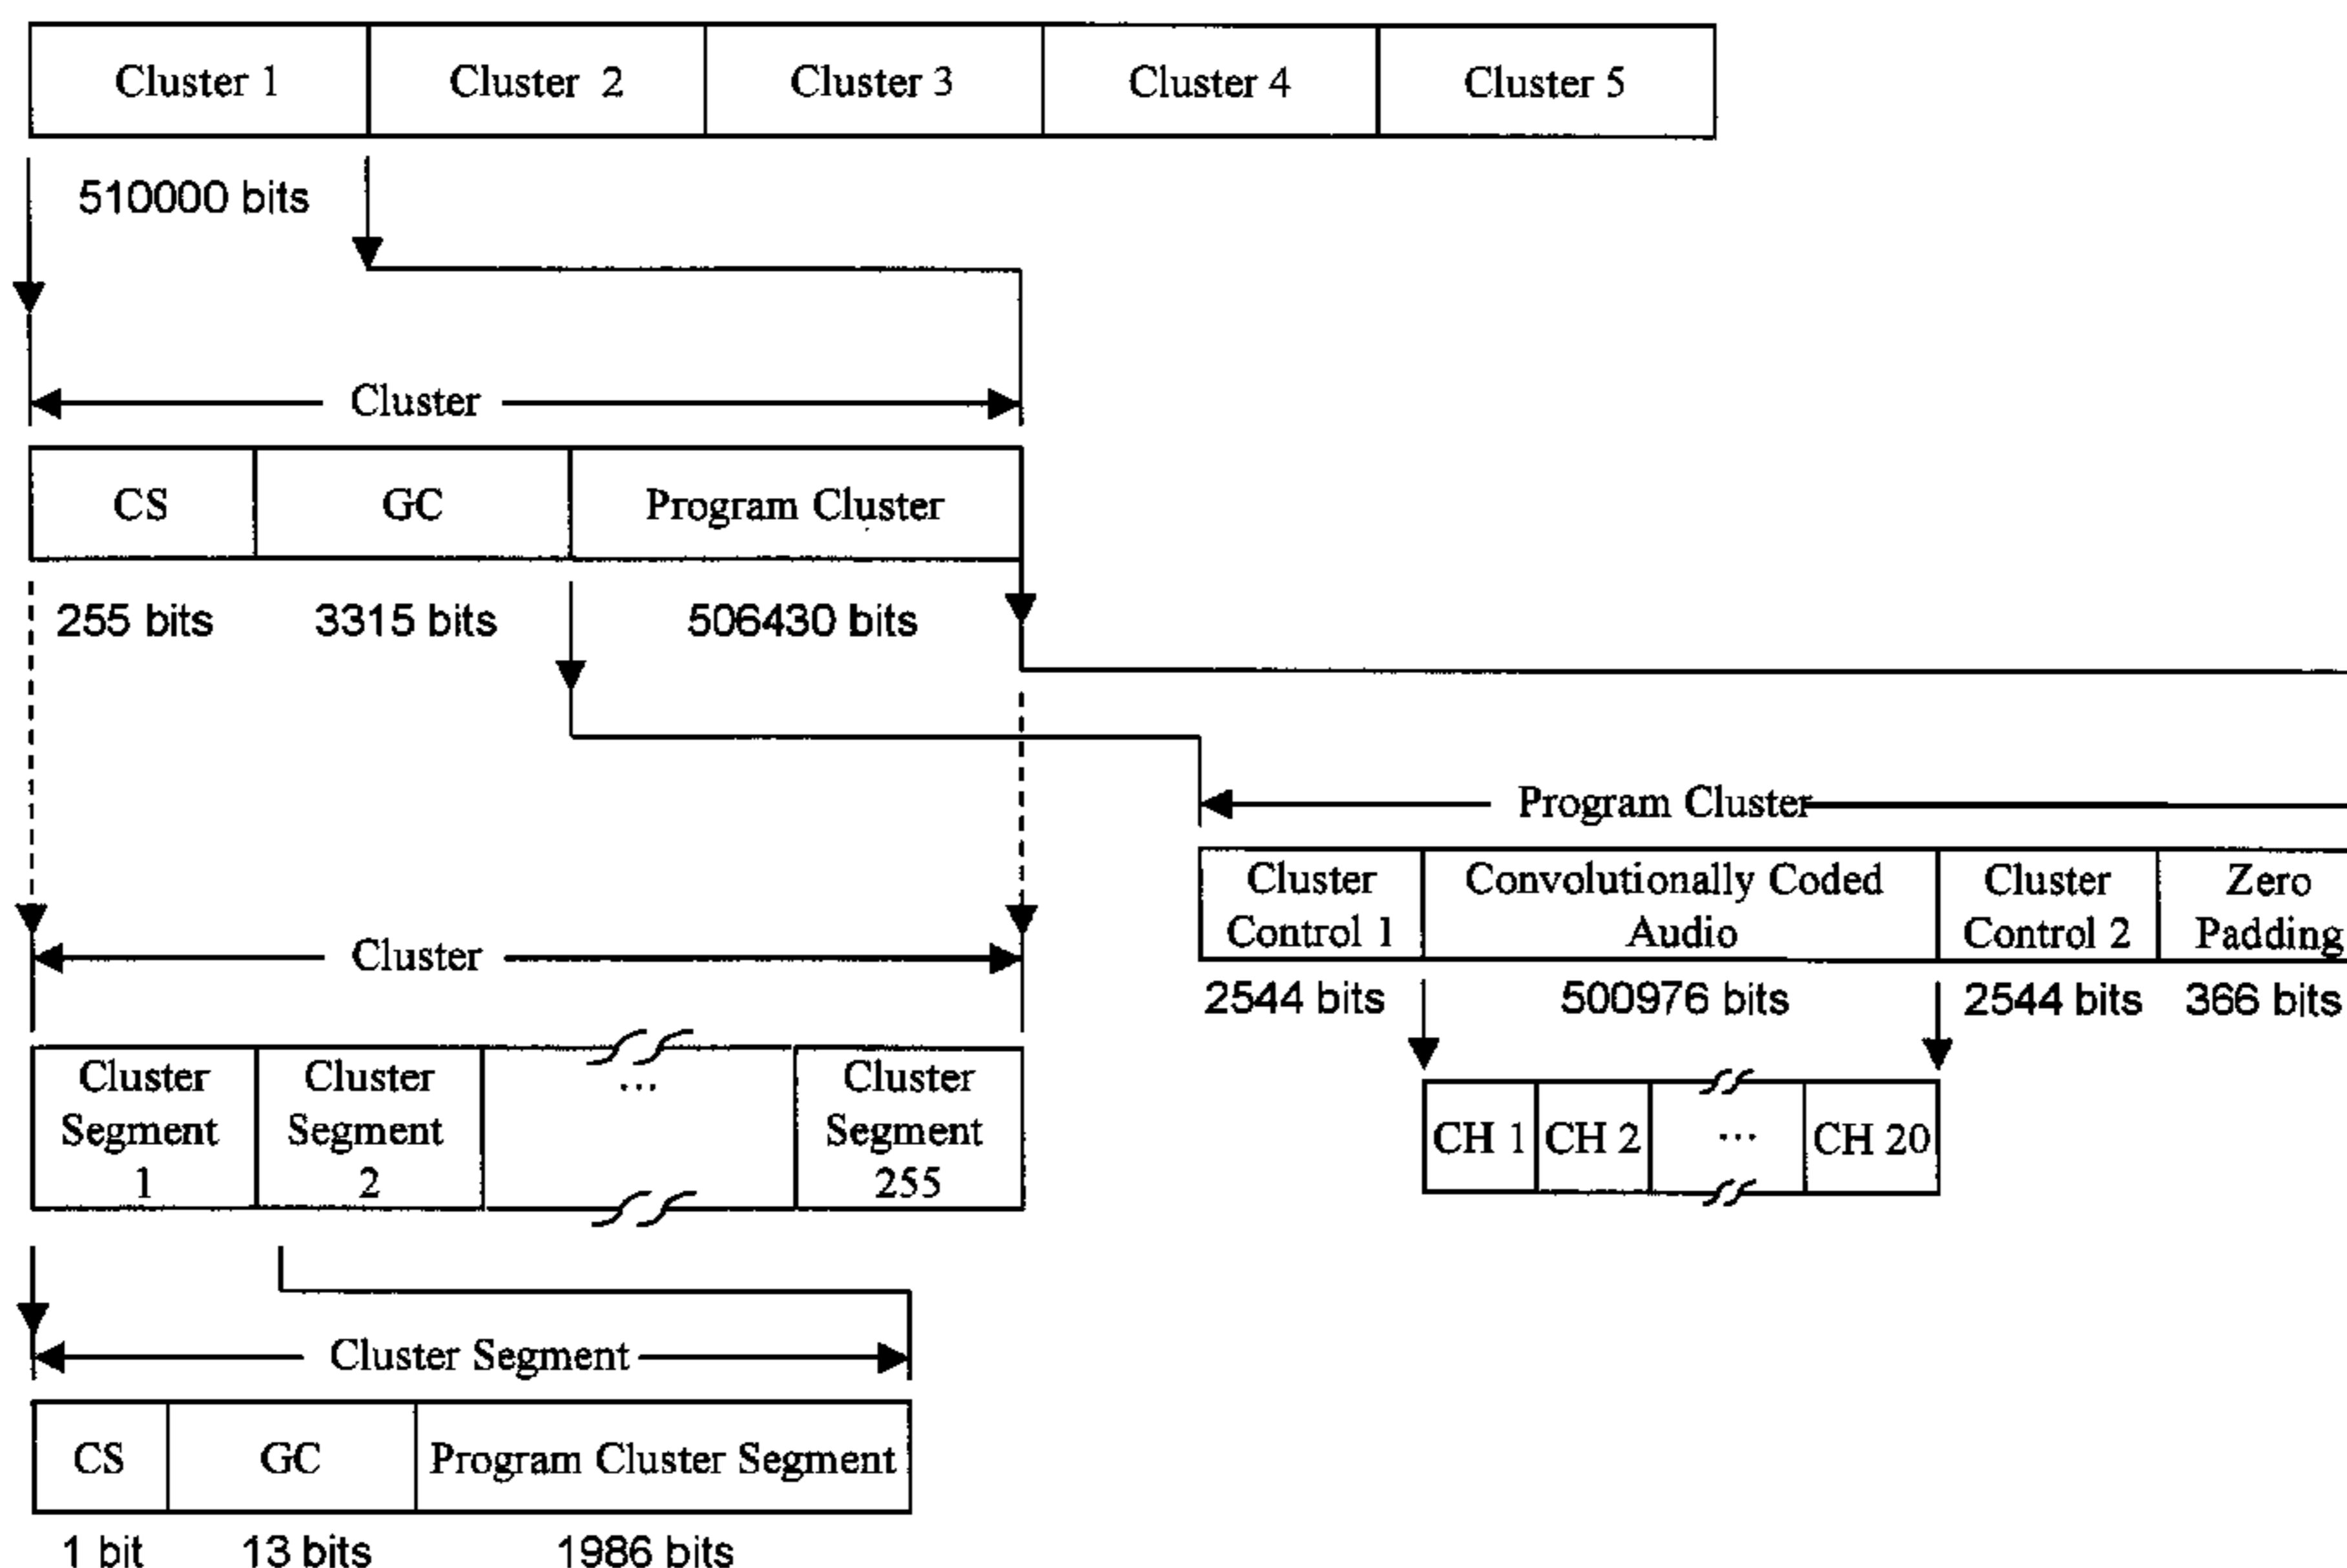 Cluster 1
Cluster 2
Cluster 3
Cluster 4
Cluster 5
510000 bits
Cluster
CS
GC
Program Cluster
255 bits
3315 bits
506430 bits
Program Cluster
Cluster
Control 1
Convolutionally Coded
Audio
Cluster
Control 2
Zero
Padding
2544 bits
500976 bits
2544 bits
366 bits
CH 1
CH 2
...
CH 20
Cluster
Cluster
Segment
1
Cluster
Segment
2
...
Cluster
Segment
255
Cluster Segment
CS
GC
Program Cluster Segment
1 bit
13 bits
1986 bits